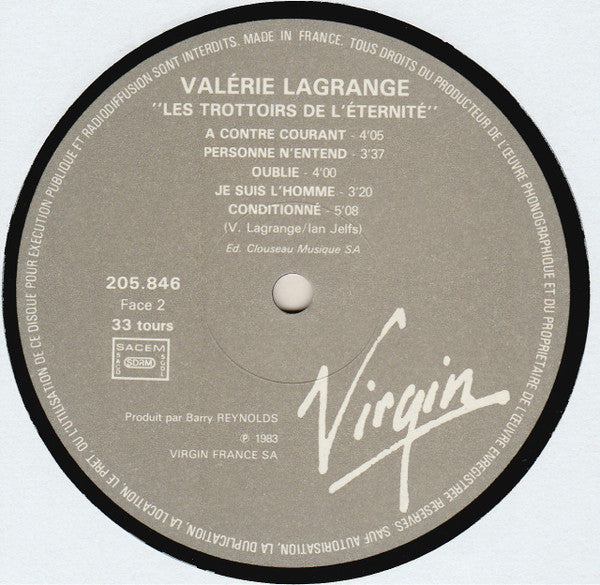 VALÉRIE LAGRANGE
"LES TROTTOIRS DE L'ÉTERNITÉ"
A CONTRE COURANT - 4'05
PERSONNE N'ENTEND - 3'37
OUBLIE - 4'00
JE SUIS L'HOMME - 3'20
CONDITIONNÉ - 5'08
(V. Lagrange/Ian Jelfs)
Ed. Clouseau Musique SA
205.846
Face 2
33 tours
SACEM
SACD SDRM SGDL
Virgin
Produit par Barry REYNOLDS
℗ 1983
VIRGIN FRANCE SA
MADE IN FRANCE. TOUS DROITS DU PRODUCTEUR DE L'ŒUVRE PHONOGRAPHIQUE ET DU PROPRIETAIRE DE L'ŒUVRE ENREGISTREE RESERVES. SAUF AUTORISATION, LA DUPLICATION, LA LOCATION, LE PRET, OU L'UTILISATION DE CE DISQUE POUR EXECUTION PUBLIQUE ET RADIODIFFUSION SONT INTERDITS.